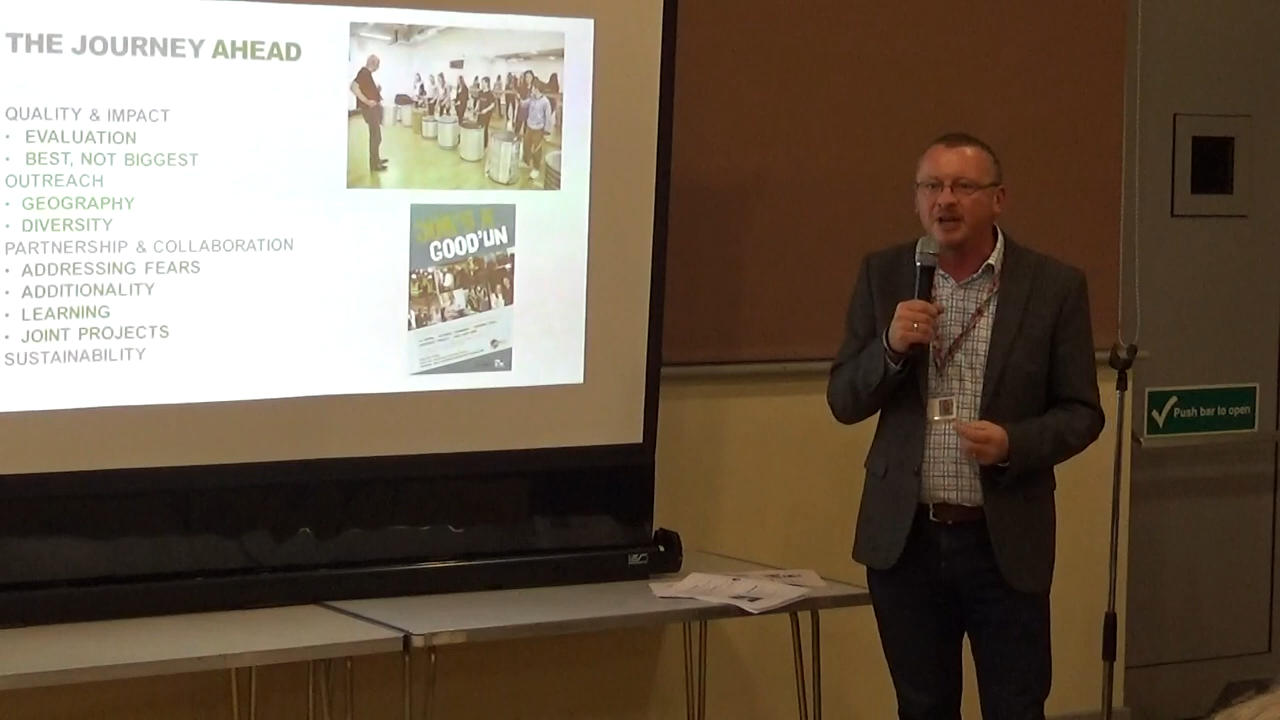 THE JOURNEY AHEAD
QUALITY & IMPACT
• EVALUATION
• BEST, NOT BIGGEST
OUTREACH
• GEOGRAPHY
• DIVERSITY
PARTNERSHIP & COLLABORATION
• ADDRESSING FEARS
• ADDITIONALITY
• LEARNING
• JOINT PROJECTS
SUSTAINABILITY
GOOD'UN
Push bar to open